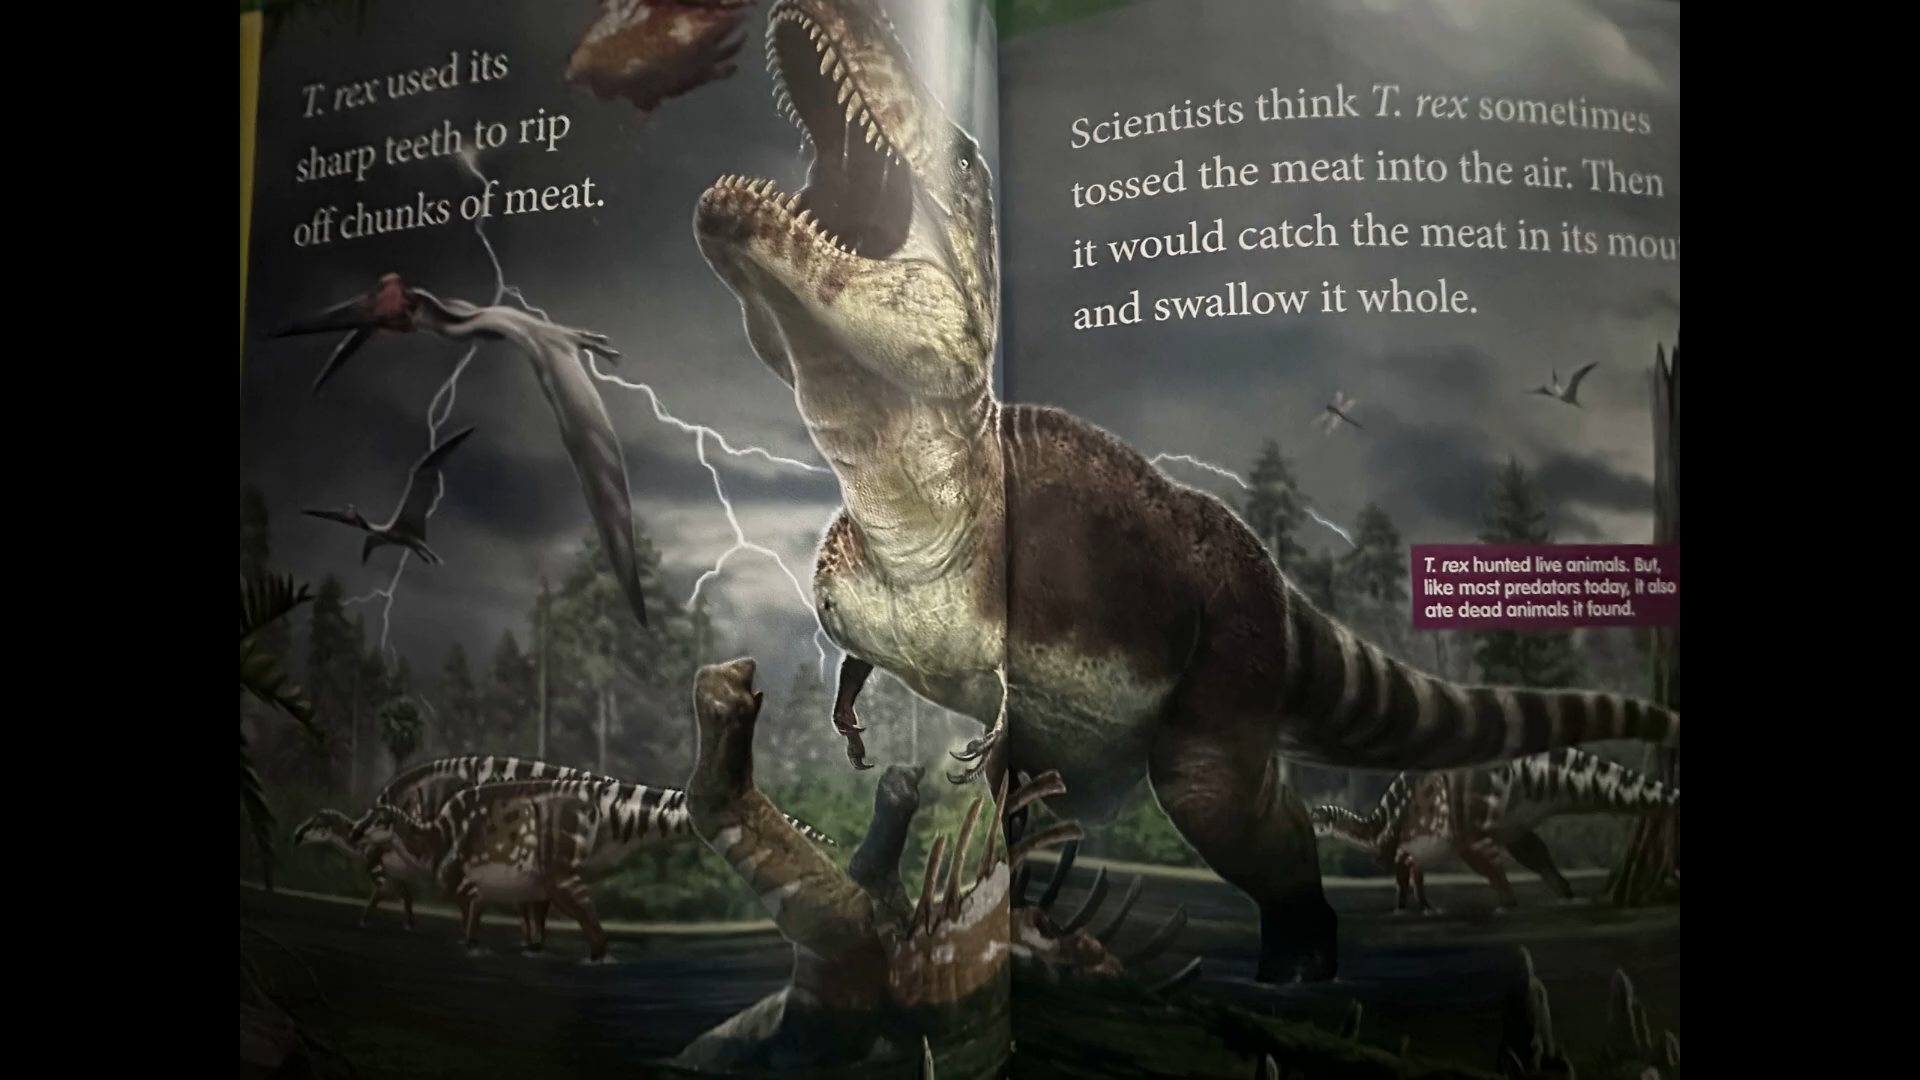 T. rex used its
sharp teeth to rip
off chunks of meat.
Scientists think T. rex sometimes
tossed the meat into the air. Then
it would catch the meat in its mou
and swallow it whole.
T. rex hunted live animals. But,
like most predators today, it also
ate dead animals it found.